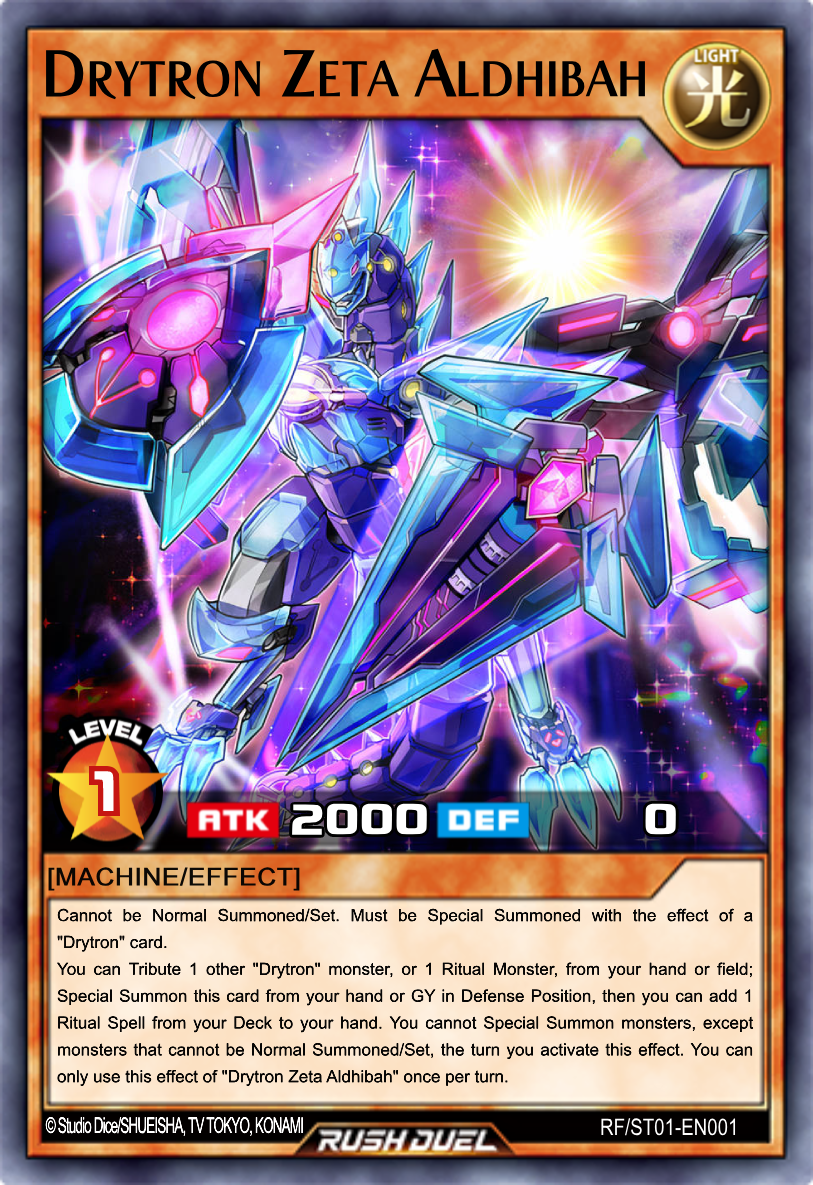 DRYTRON ZETA ALDHIBAH
LIGHT
光
LEVEL
1
ATK 2000 DEF 0
[MACHINE/EFFECT]
Cannot be Normal Summoned/Set. Must be Special Summoned with the effect of a
"Drytron" card.
You can Tribute 1 other "Drytron" monster, or 1 Ritual Monster, from your hand or field;
Special Summon this card from your hand or GY in Defense Position, then you can add 1
Ritual Spell from your Deck to your hand. You cannot Special Summon monsters, except
monsters that cannot be Normal Summoned/Set, the turn you activate this effect. You can
only use this effect of "Drytron Zeta Aldhibah" once per turn.
© Studio Dice/SHUEISHA, TV TOKYO, KONAMI
RUSH DUEL
RF/ST01-EN001